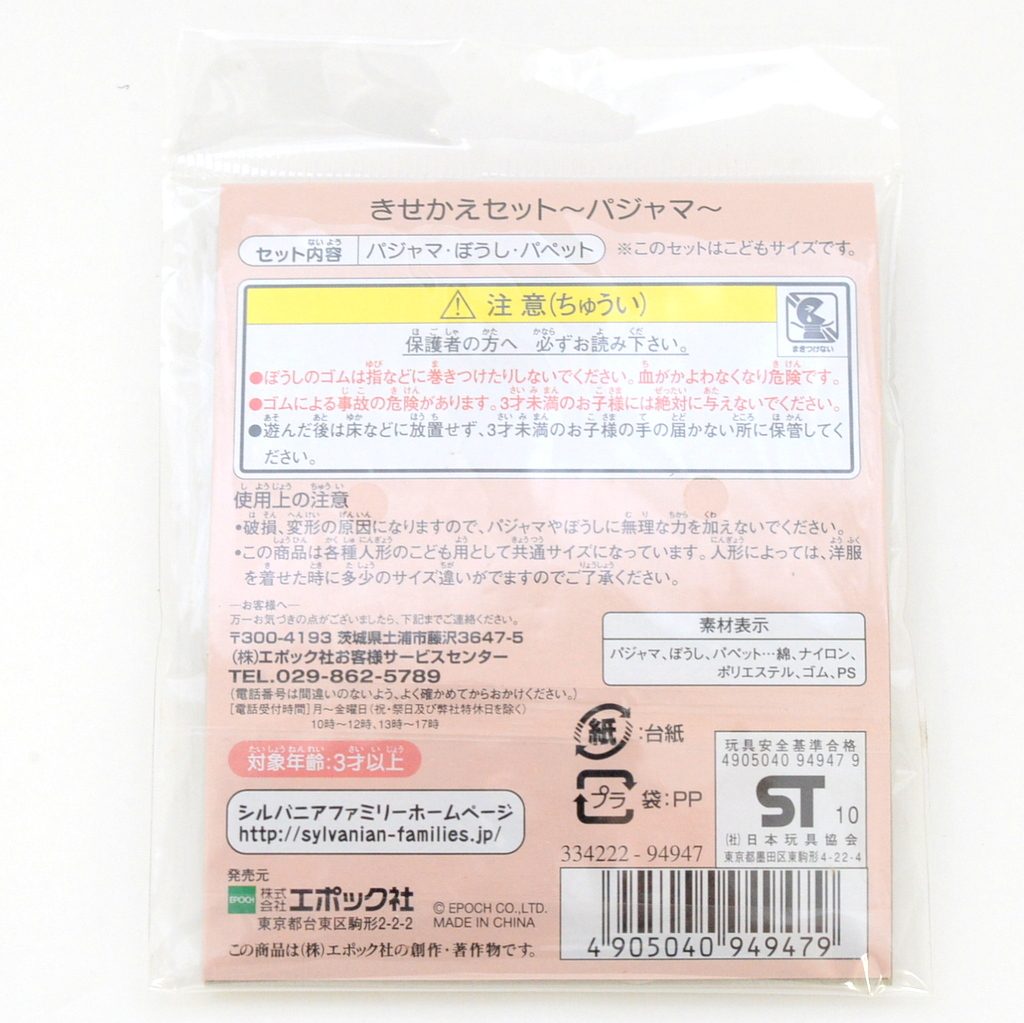 きせかえセット～パジャマ～
セット内容 パジャマ・ぼうし・パペット ※このセットはこどもサイズです。
⚠ 注意(ちゅうい)
まきつけない
保護者の方へ 必ずお読み下さい。
●ぼうしのゴムは指などに巻きつけたりしないでください。血がかよわなくなり危険です。
●ゴムによる事故の危険があります。3才未満のお子様には絶対に与えないでください。
●遊んだ後は床などに放置せず、3才未満のお子様の手の届かない所に保管してく
ださい。
使用上の注意
•破損、変形の原因になりますので、パジャマやぼうしに無理な力を加えないでください。
•この商品は各種人形のこども用として共通サイズになっています。人形によっては、洋服
を着せた時に多少のサイズ違いがでますのでご了承ください。
―お客様へ―
万一お気づきの点がございましたら、下記までご連絡ください。
〒300-4193 茨城県土浦市藤沢3647-5
(株)エポック社お客様サービスセンター
TEL.029-862-5789
(電話番号は間違いのないよう、よく確かめてからおかけください。)
[電話受付時間]月～金曜日(祝・祭日及び弊社特休日を除く)
10時～12時、13時～17時
素材表示
パジャマ、ぼうし、パペット…綿、ナイロン、
ポリエステル、ゴム、PS
対象年齢:3才以上
シルバニアファミリーホームページ
http://sylvanian-families.jp/
紙:台紙
プラ 袋:PP
334222 - 94947
玩具安全基準合格
4905040 94947 9
ST 10
(社)日本玩具協会
東京都墨田区東駒形4-22-4
発売元
EPOCH 株式会社エポック社
東京都台東区駒形2-2-2
© EPOCH CO.,LTD.
MADE IN CHINA
この商品は(株)エポック社の創作・著作物です。
4 905040 949479